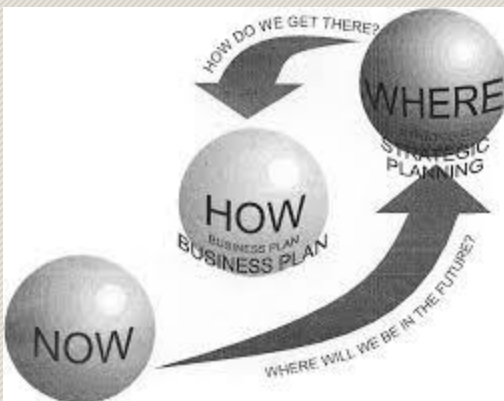 HOW DO WE GET THERE?
WHERE
STRATEGIC
PLANNING
HOW
BUSINESS PLAN
BUSINESS PLAN
NOW
WHERE WILL WE BE IN THE FUTURE?